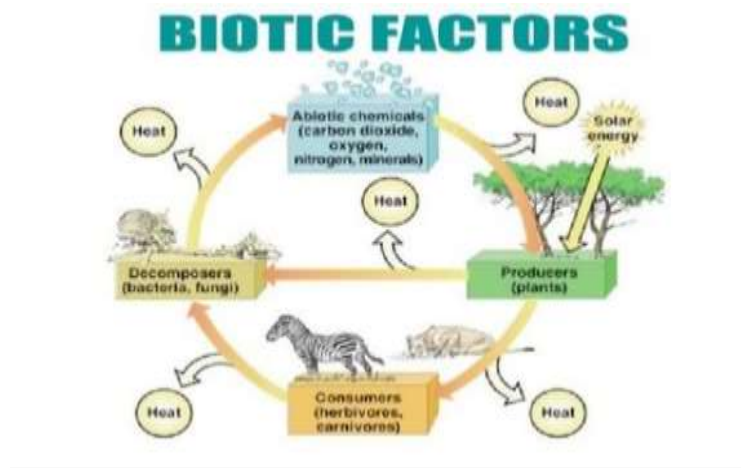 BIOTIC FACTORS
Heat
Abiotic chemicals
(carbon dioxide,
oxygen,
nitrogen, minerals)
Heat
Solar
energy
Heat
Decomposers
(bacteria, fungi)
Producers
(plants)
Heat
Consumers
(herbivores,
carnivores)
Heat